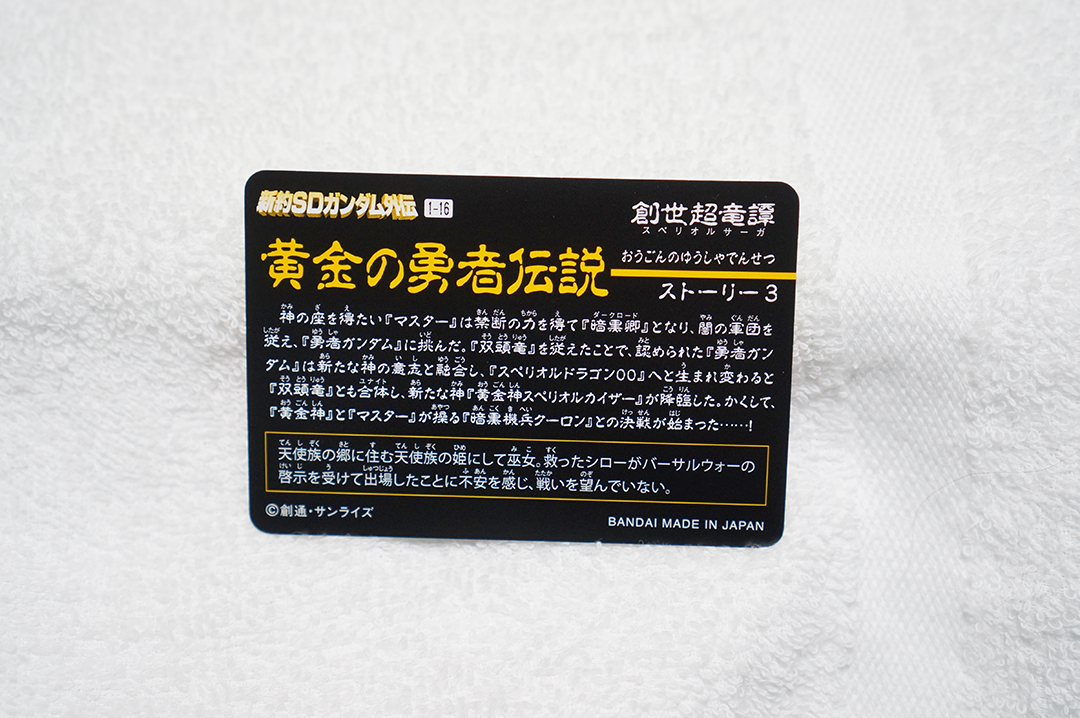 新約SDガンダム外伝 1-16
創世超竜譚
スペリオルサーガ
黄金の勇者伝説
おうごんのゆうしゃでんせつ
ストーリー3
神の座を得たい『マスター』は禁断の力を得て『暗黒卿』となり、闇の軍団を
従え、『勇者ガンダム』に挑んだ。『双頭竜』を従えたことで、認められた『勇者ガン
ダム』は新たな神の意志と融合し、『スペリオルドラゴン00』へと生まれ変わると
『双頭竜』とも合体し、新たな神『黄金神スペリオルカイザー』が降臨した。かくして、
『黄金神』と『マスター』が操る『暗黒機兵クーロン』との決戦が始まった……!
天使族の郷に住む天使族の姫にして巫女。救ったシローがバーサルウォーの
啓示を受けて出場したことに不安を感じ、戦いを望んでいない。
©創通・サンライズ
BANDAI MADE IN JAPAN